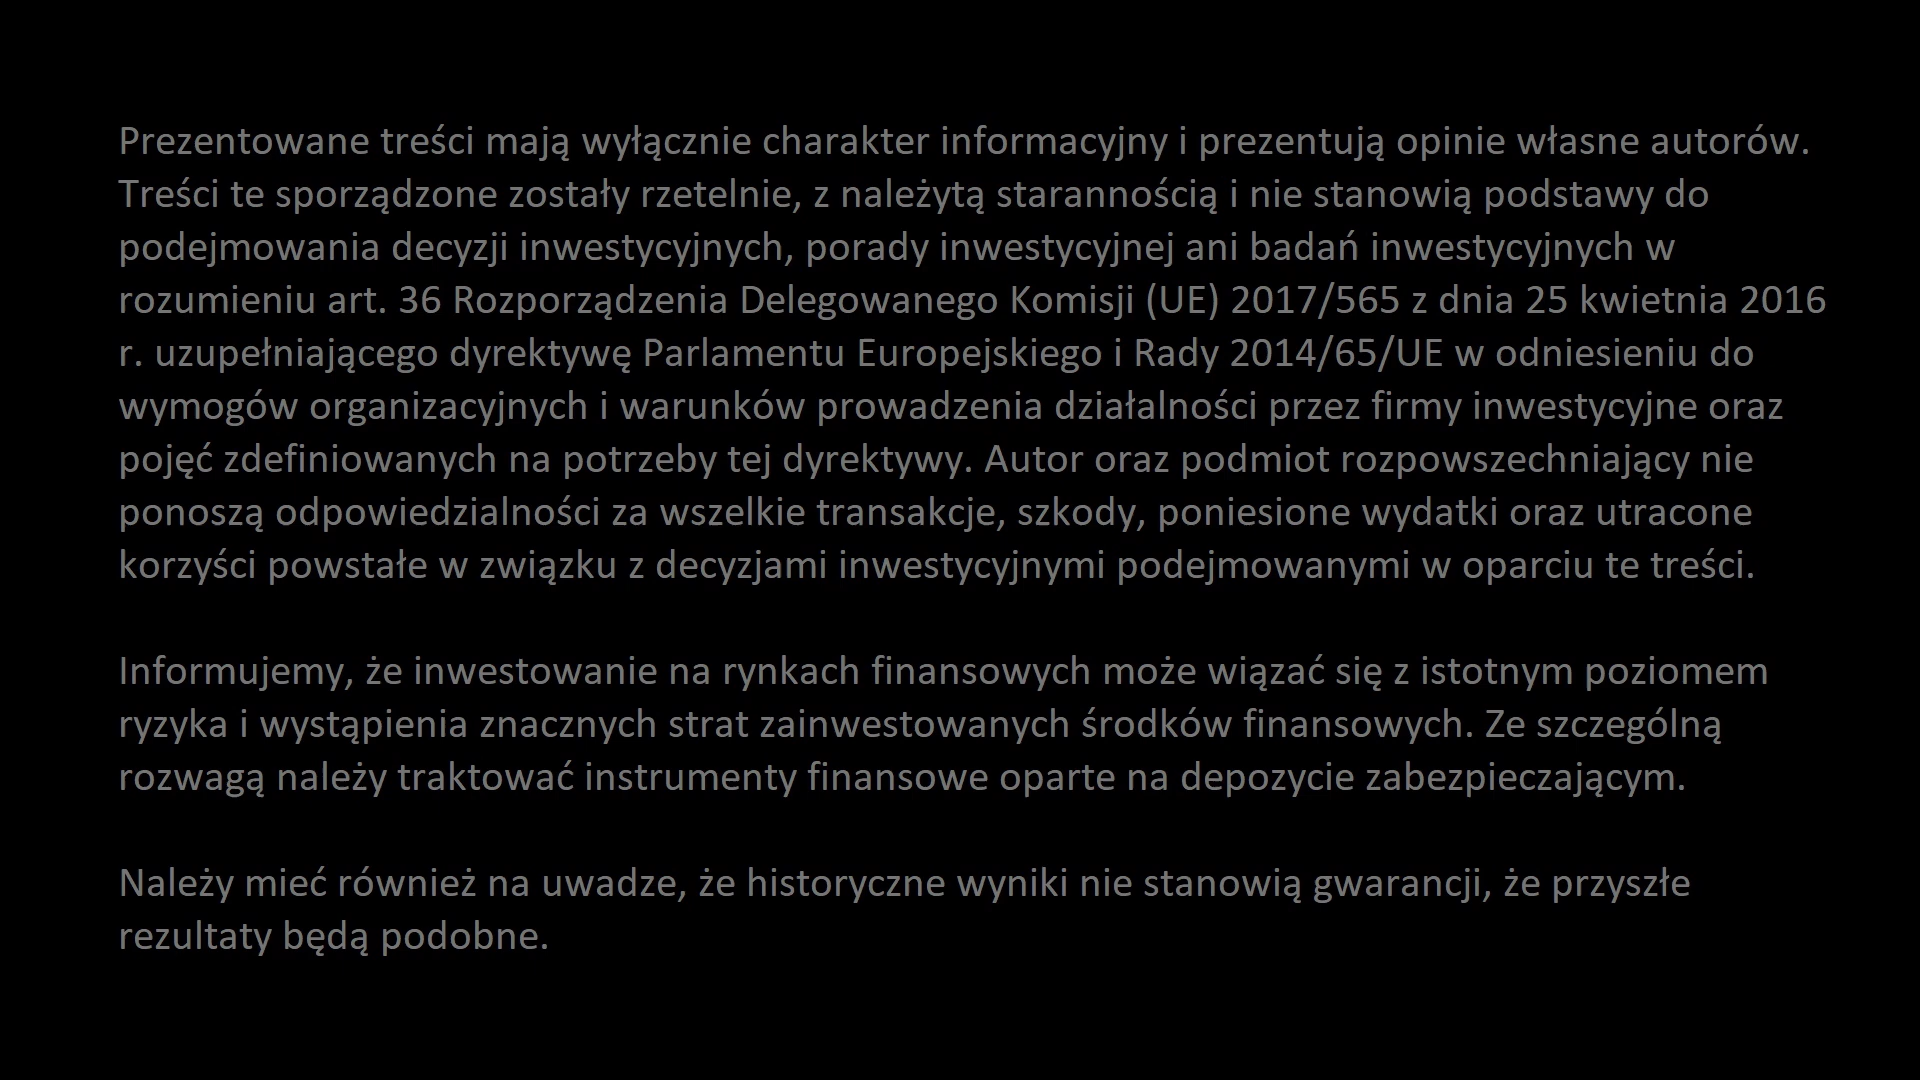 Prezentowane treści mają wyłącznie charakter informacyjny i prezentują opinie własne autorów.
Treści te sporządzone zostały rzetelnie, z należytą starannością i nie stanowią podstawy do
podejmowania decyzji inwestycyjnych, porady inwestycyjnej ani badań inwestycyjnych w
rozumieniu art. 36 Rozporządzenia Delegowanego Komisji (UE) 2017/565 z dnia 25 kwietnia 2016
r. uzupełniającego dyrektywę Parlamentu Europejskiego i Rady 2014/65/UE w odniesieniu do
wymogów organizacyjnych i warunków prowadzenia działalności przez firmy inwestycyjne oraz
pojęć zdefiniowanych na potrzeby tej dyrektywy. Autor oraz podmiot rozpowszechniający nie
ponoszą odpowiedzialności za wszelkie transakcje, szkody, poniesione wydatki oraz utracone
korzyści powstałe w związku z decyzjami inwestycyjnymi podejmowanymi w oparciu te treści.
Informujemy, że inwestowanie na rynkach finansowych może wiązać się z istotnym poziomem
ryzyka i wystąpienia znacznych strat zainwestowanych środków finansowych. Ze szczególną
rozwagą należy traktować instrumenty finansowe oparte na depozycie zabezpieczającym.
Należy mieć również na uwadze, że historyczne wyniki nie stanowią gwarancji, że przyszłe
rezultaty będą podobne.